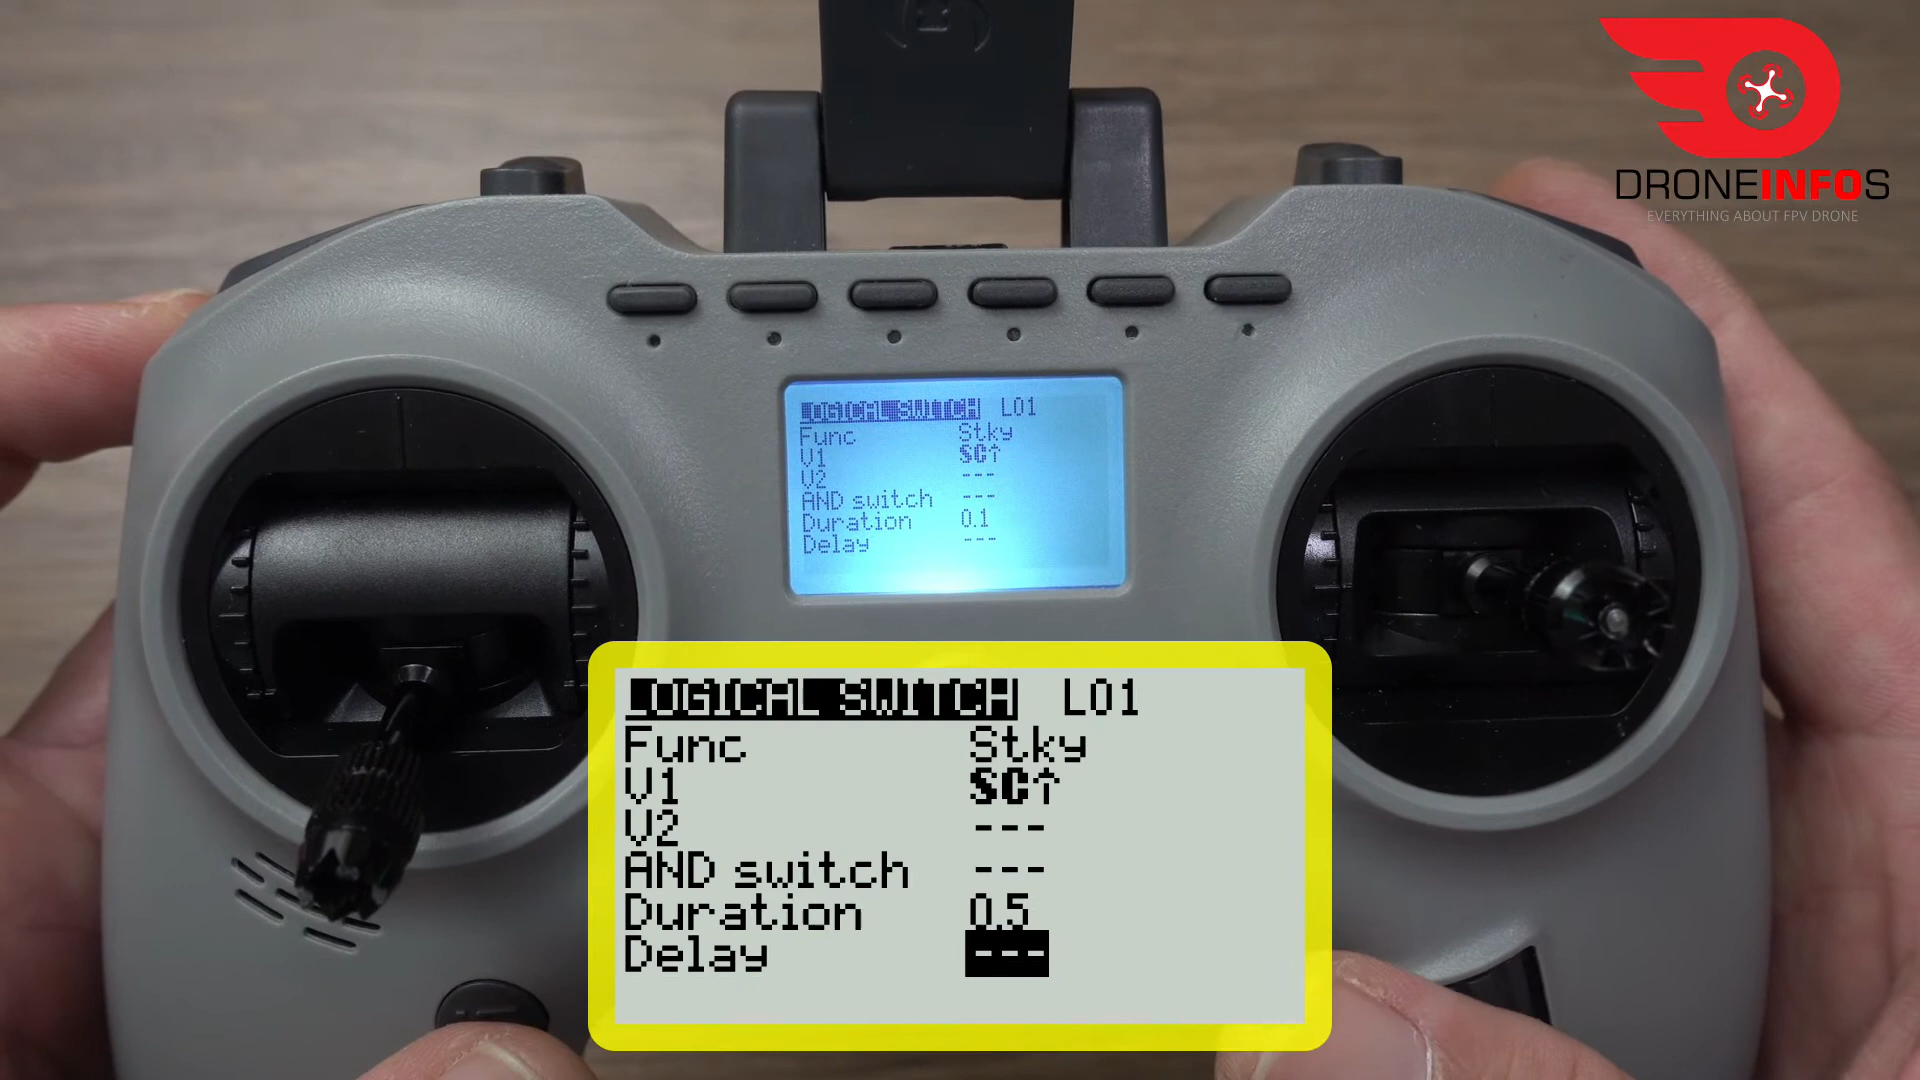 DRONEINFOS
EVERYTHING ABOUT FPV DRONE
LOGICAL SWITCH L01
Func Stky
V1 SC↑
V2 ---
AND switch ---
Duration 0.1
Delay ---
LOGICAL SWITCH L01
Func Stky
V1 SC↑
V2 ---
AND switch ---
Duration 0.5
Delay ---